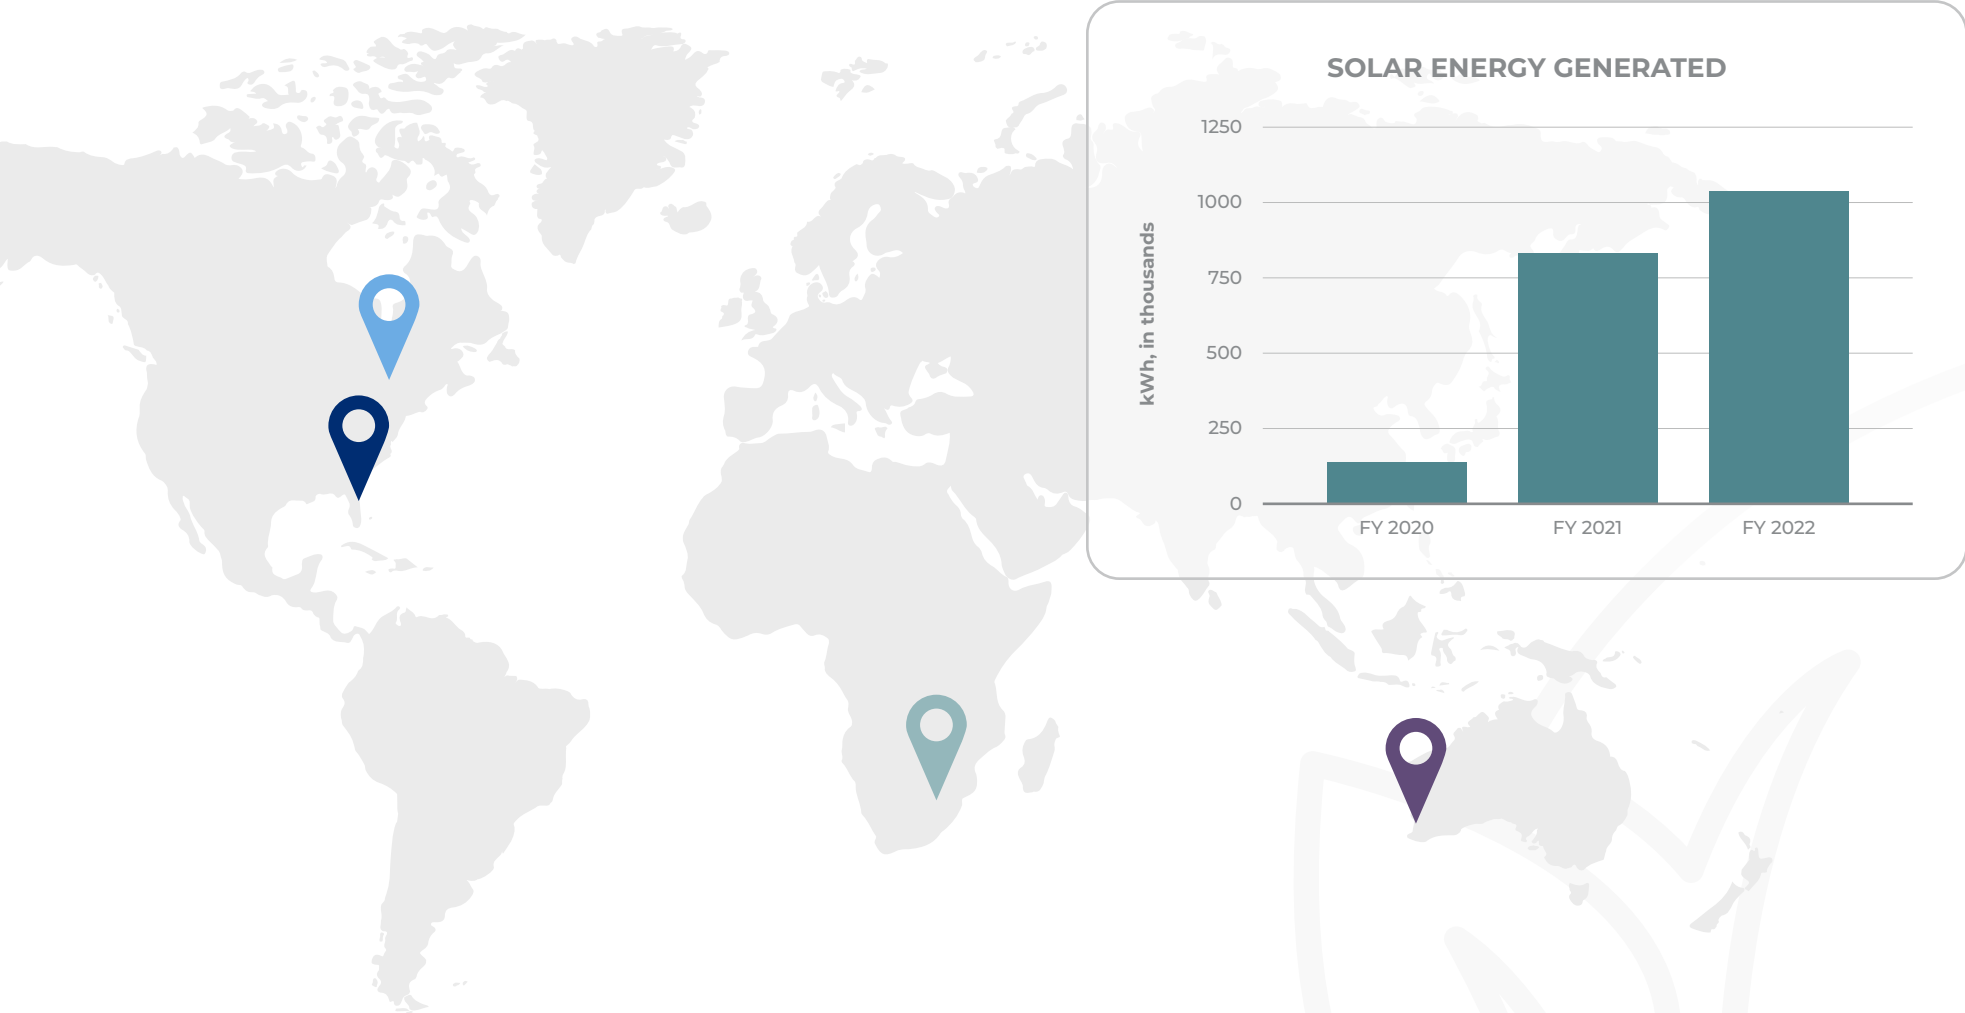 SOLAR ENERGY GENERATED
kWh, in thousands
1250
1000
750
500
250
0
FY 2020
FY 2021
FY 2022